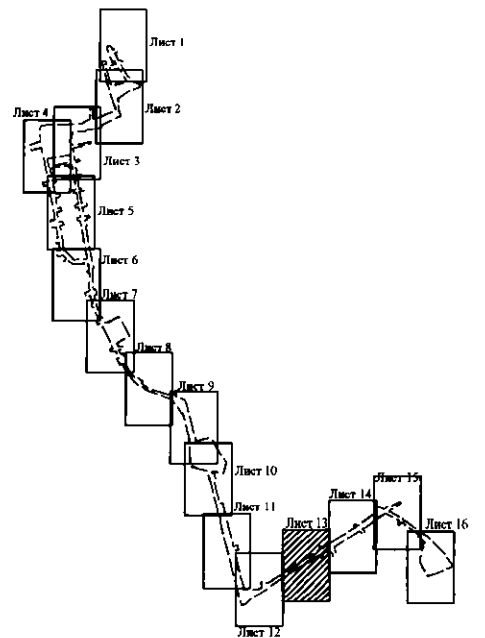 Лист 1
Лист 2
Лист 4
Лист 3
Лист 5
Лист 6
Лист 7
Лист 8
Лист 9
Лист 10
Лист 15
Лист 14
Лист 11
Лист 13
Лист 16
Лист 12